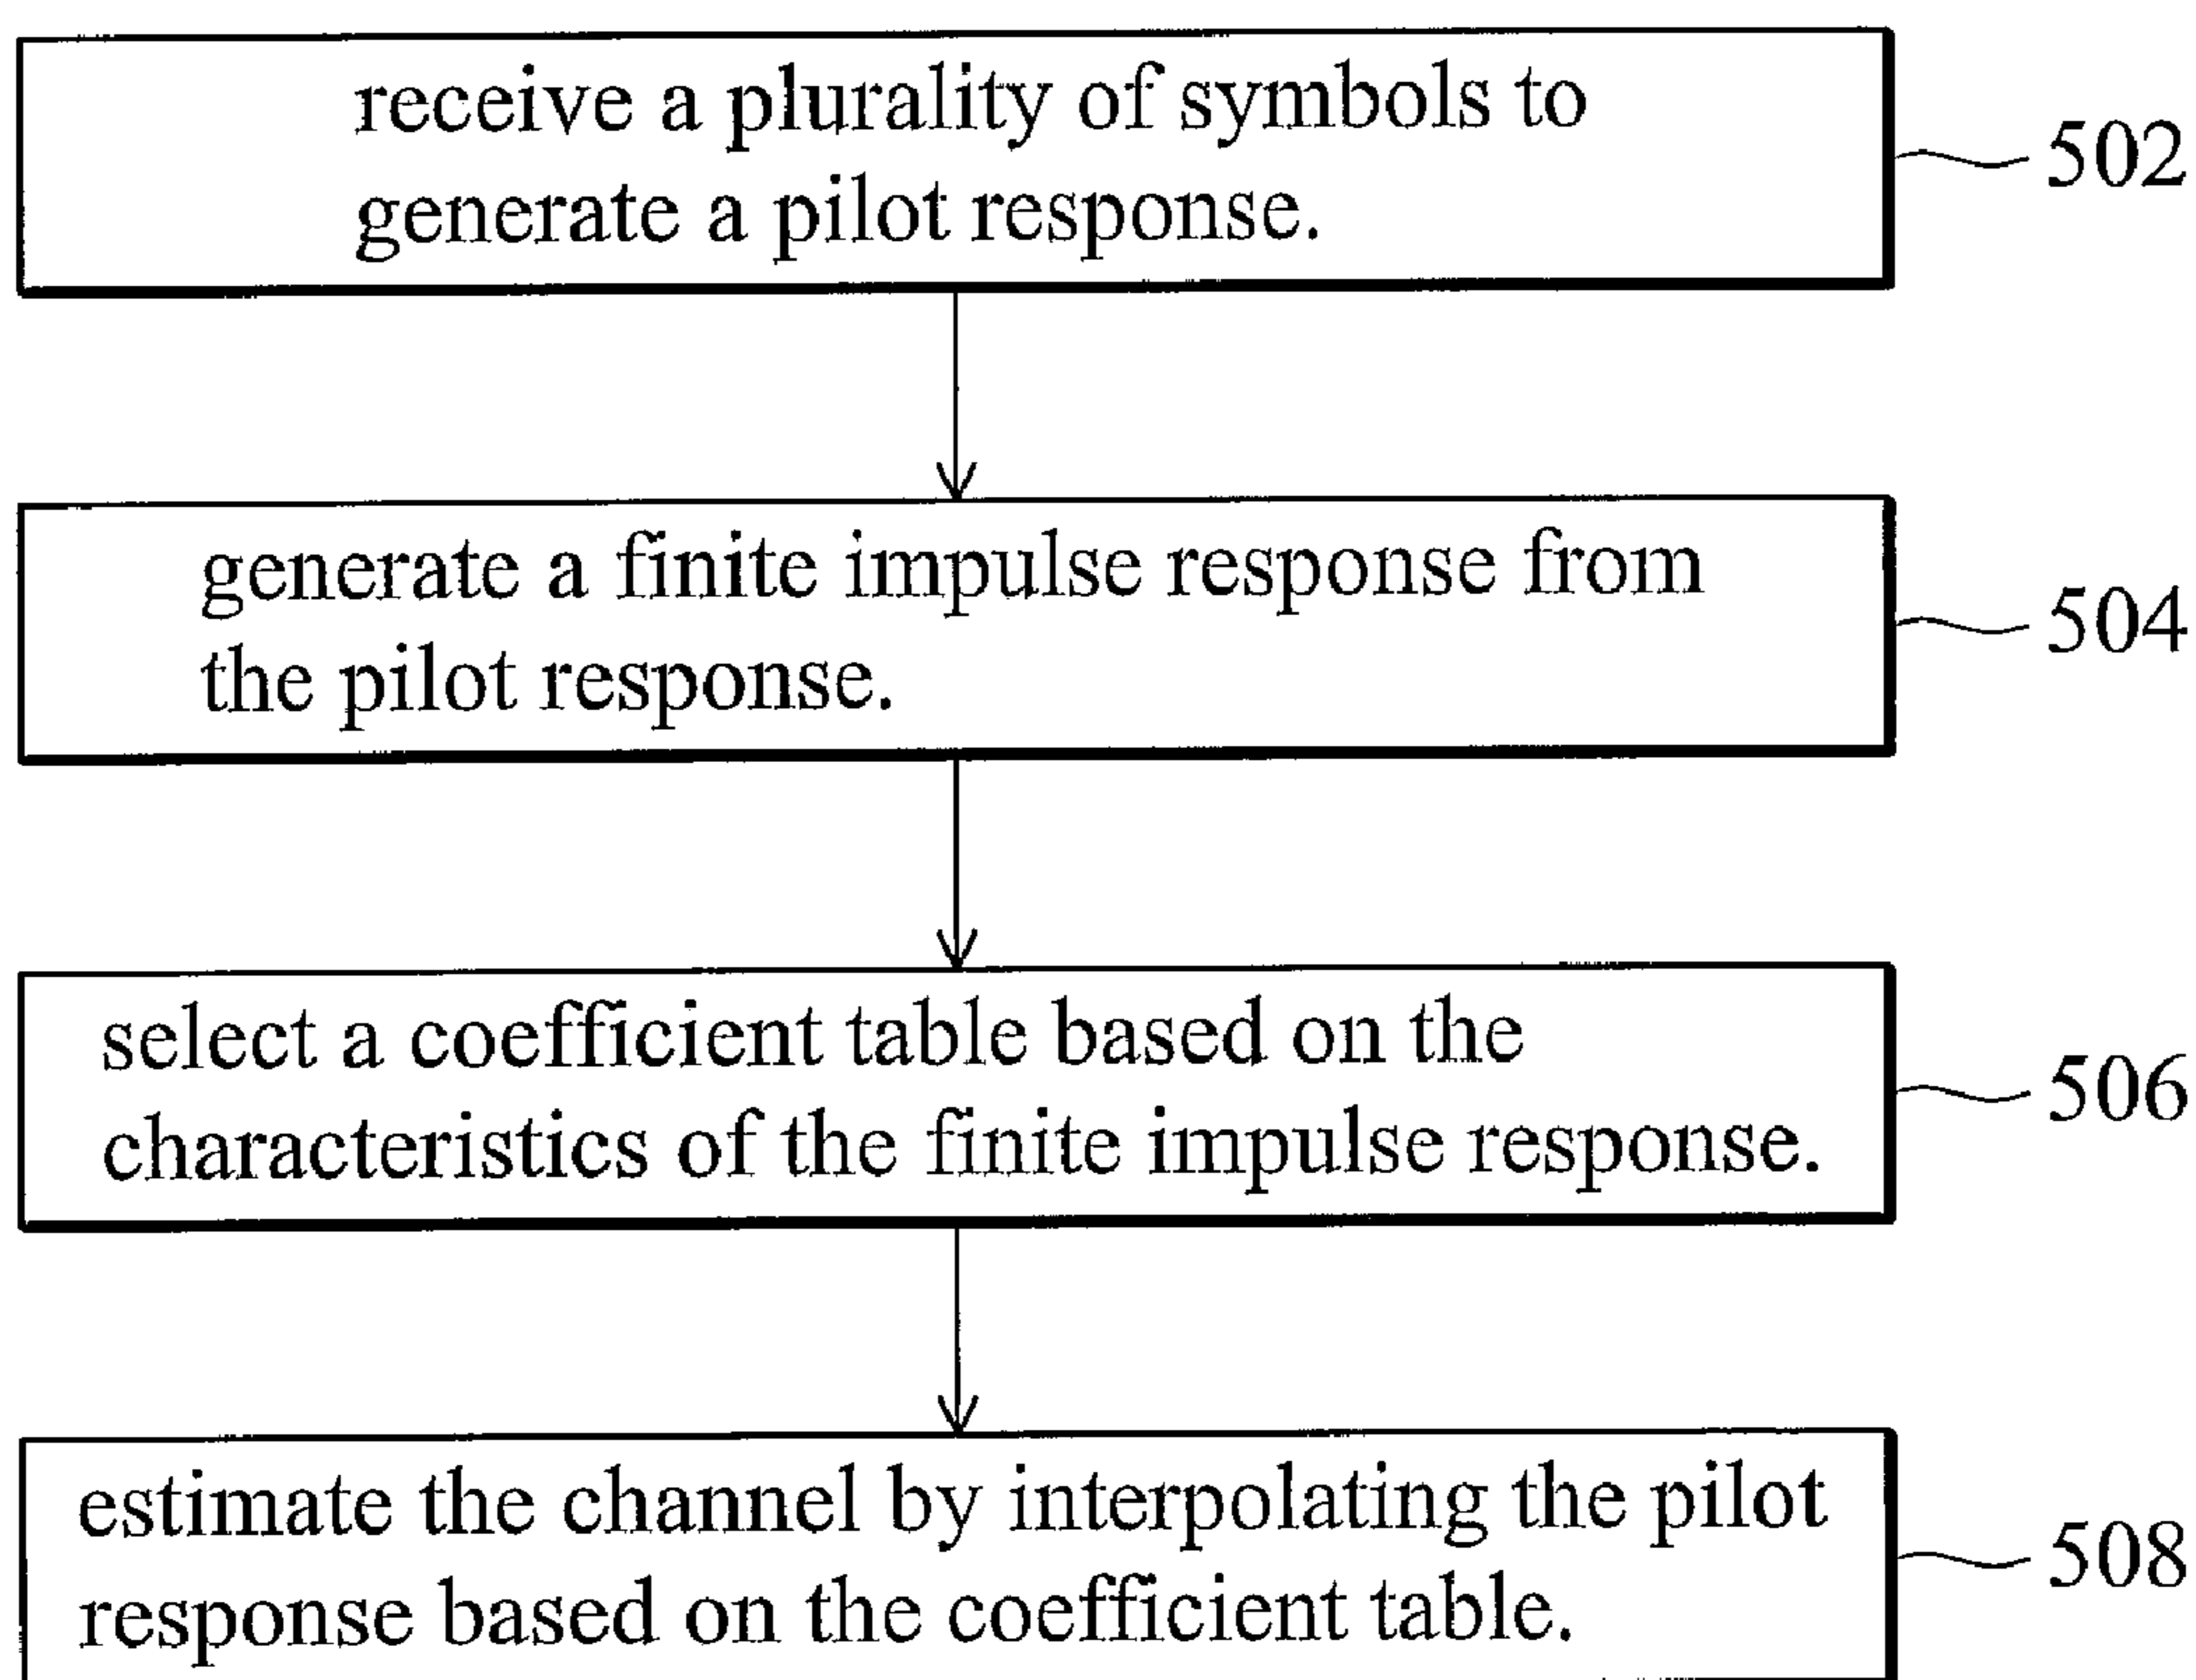 receive a plurality of symbols to
generate a pilot response.
502
generate a finite impulse response from
the pilot response.
504
select a coefficient table based on the
characteristics of the finite impulse response.
506
estimate the channel by interpolating the pilot
response based on the coefficient table.
508